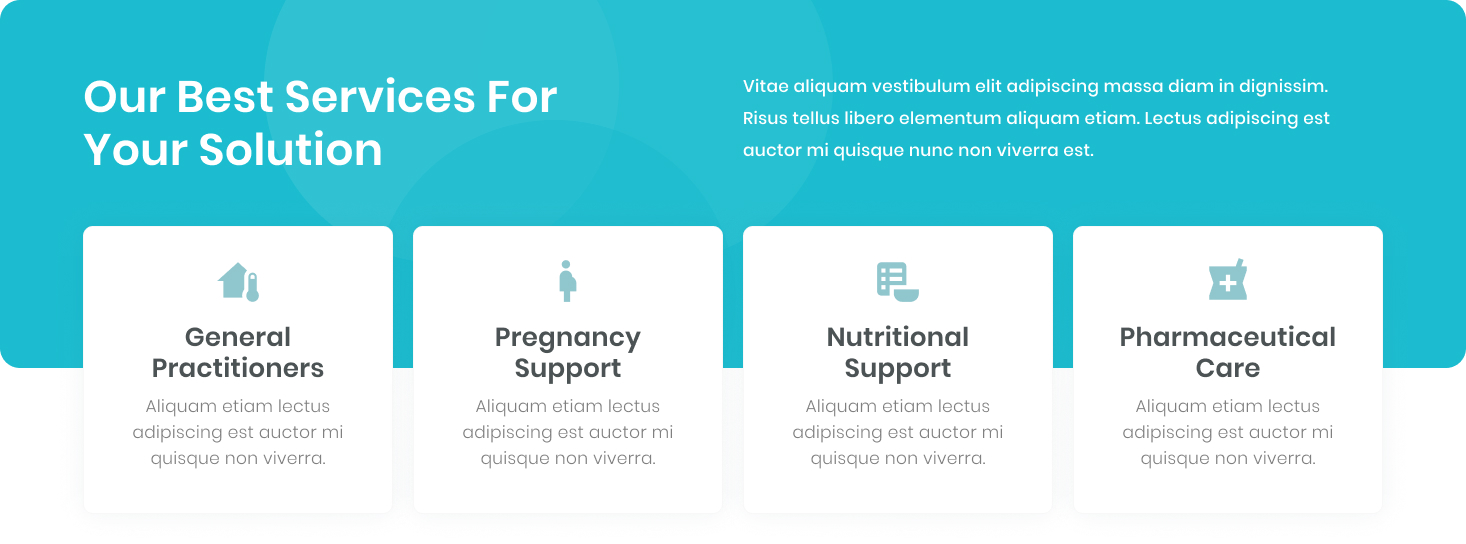 Our Best Services For
Your Solution
Vitae aliquam vestibulum elit adipiscing massa diam in dignissim.
Risus tellus libero elementum aliquam etiam. Lectus adipiscing est
auctor mi quisque nunc non viverra est.
General
Practitioners
Aliquam etiam lectus
adipiscing est auctor mi
quisque non viverra.
Pregnancy
Support
Aliquam etiam lectus
adipiscing est auctor mi
quisque non viverra.
Nutritional
Support
Aliquam etiam lectus
adipiscing est auctor mi
quisque non viverra.
Pharmaceutical
Care
Aliquam etiam lectus
adipiscing est auctor mi
quisque non viverra.